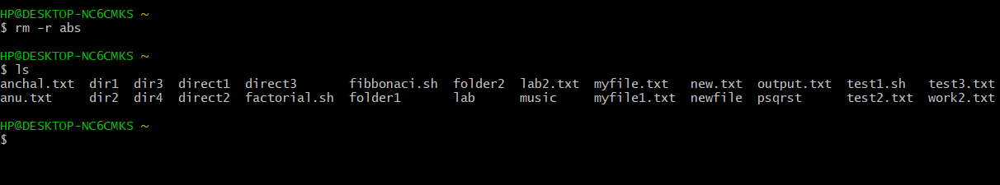 HP@DESKTOP-NC6CMKS ~
$ rm -r abs
HP@DESKTOP-NC6CMKS ~
$ ls
anchal.txt dir1 dir3 direct1 direct3 fibbonaci.sh folder2 lab2.txt myfile.txt new.txt output.txt test1.sh test3.txt
anu.txt dir2 dir4 direct2 factorial.sh folder1 lab music myfile1.txt newfile psqrst test2.txt work2.txt
HP@DESKTOP-NC6CMKS ~
$